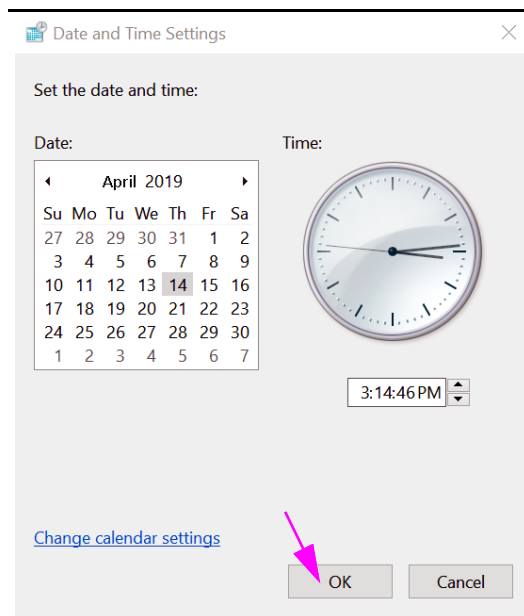 Date and Time Settings
Set the date and time:
Date:
Time:
April 2019
Su Mo Tu We Th Fr Sa
27 28 29 30 31 1 2
3 4 5 6 7 8 9
10 11 12 13 14 15 16
17 18 19 20 21 22 23
24 25 26 27 28 29 30
1 2 3 4 5 6 7
3:14:46 PM
Change calendar settings
OK Cancel